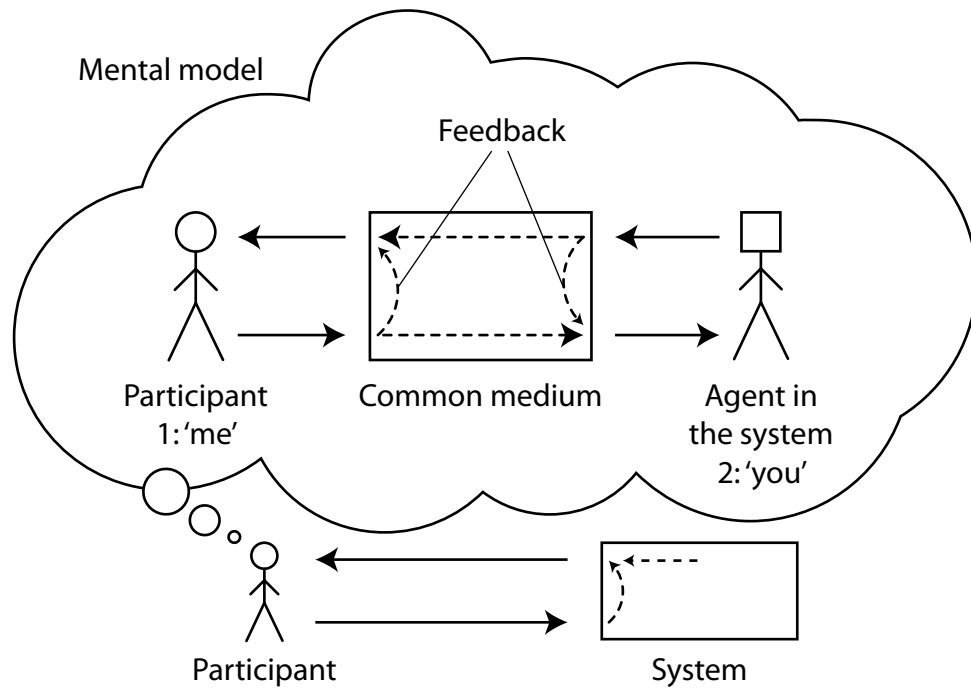 Mental model
Feedback
Participant
1: ‘me’
Common medium
Agent in
the system
2: ‘you’
Participant
System